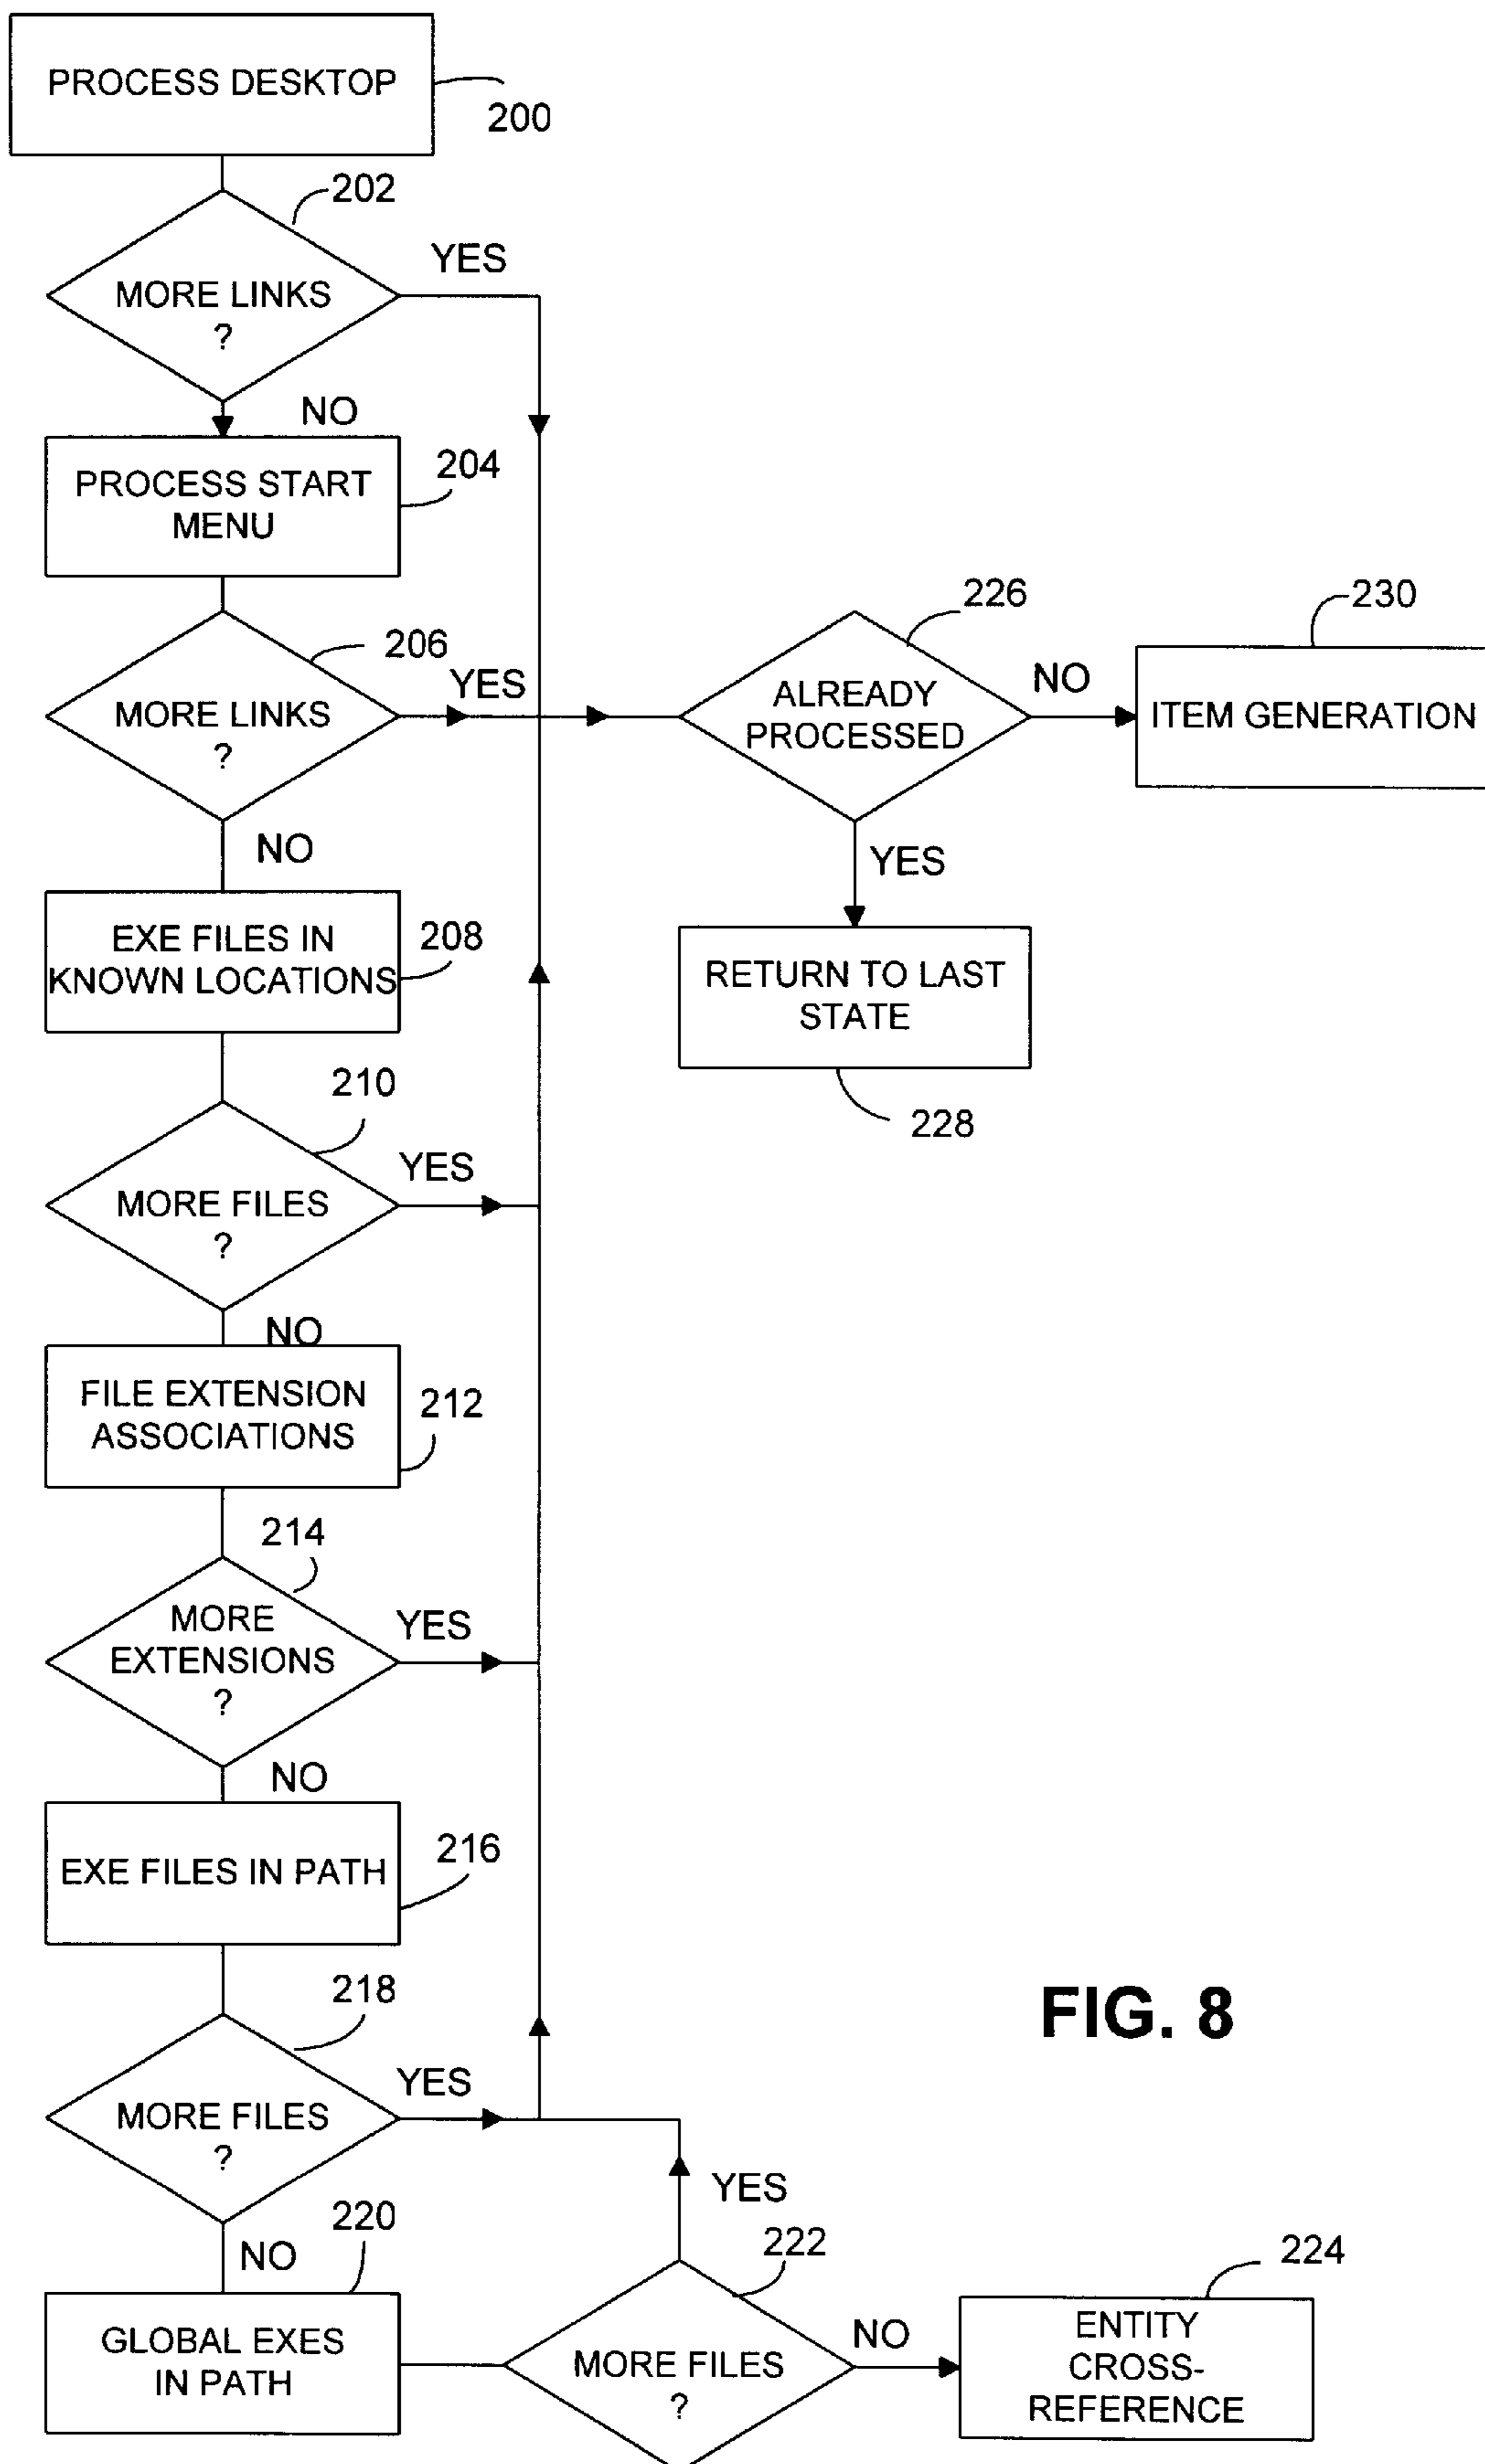 PROCESS DESKTOP
200
202
YES
MORE LINKS
?
NO
204
PROCESS START
MENU
226
230
206
YES
NO
ALREADY
PROCESSED
ITEM GENERATION
MORE LINKS
?
NO
YES
EXE FILES IN
KNOWN LOCATIONS
208
RETURN TO LAST
STATE
210
228
YES
MORE FILES
?
NO
FILE EXTENSION
ASSOCIATIONS
212
214
MORE
EXTENSIONS
?
YES
NO
EXE FILES IN PATH
216
218
FIG. 8
YES
MORE FILES
?
YES
220
NO
222
224
GLOBAL EXES
IN PATH
MORE FILES
?
NO
ENTITY
CROSS-
REFERENCE